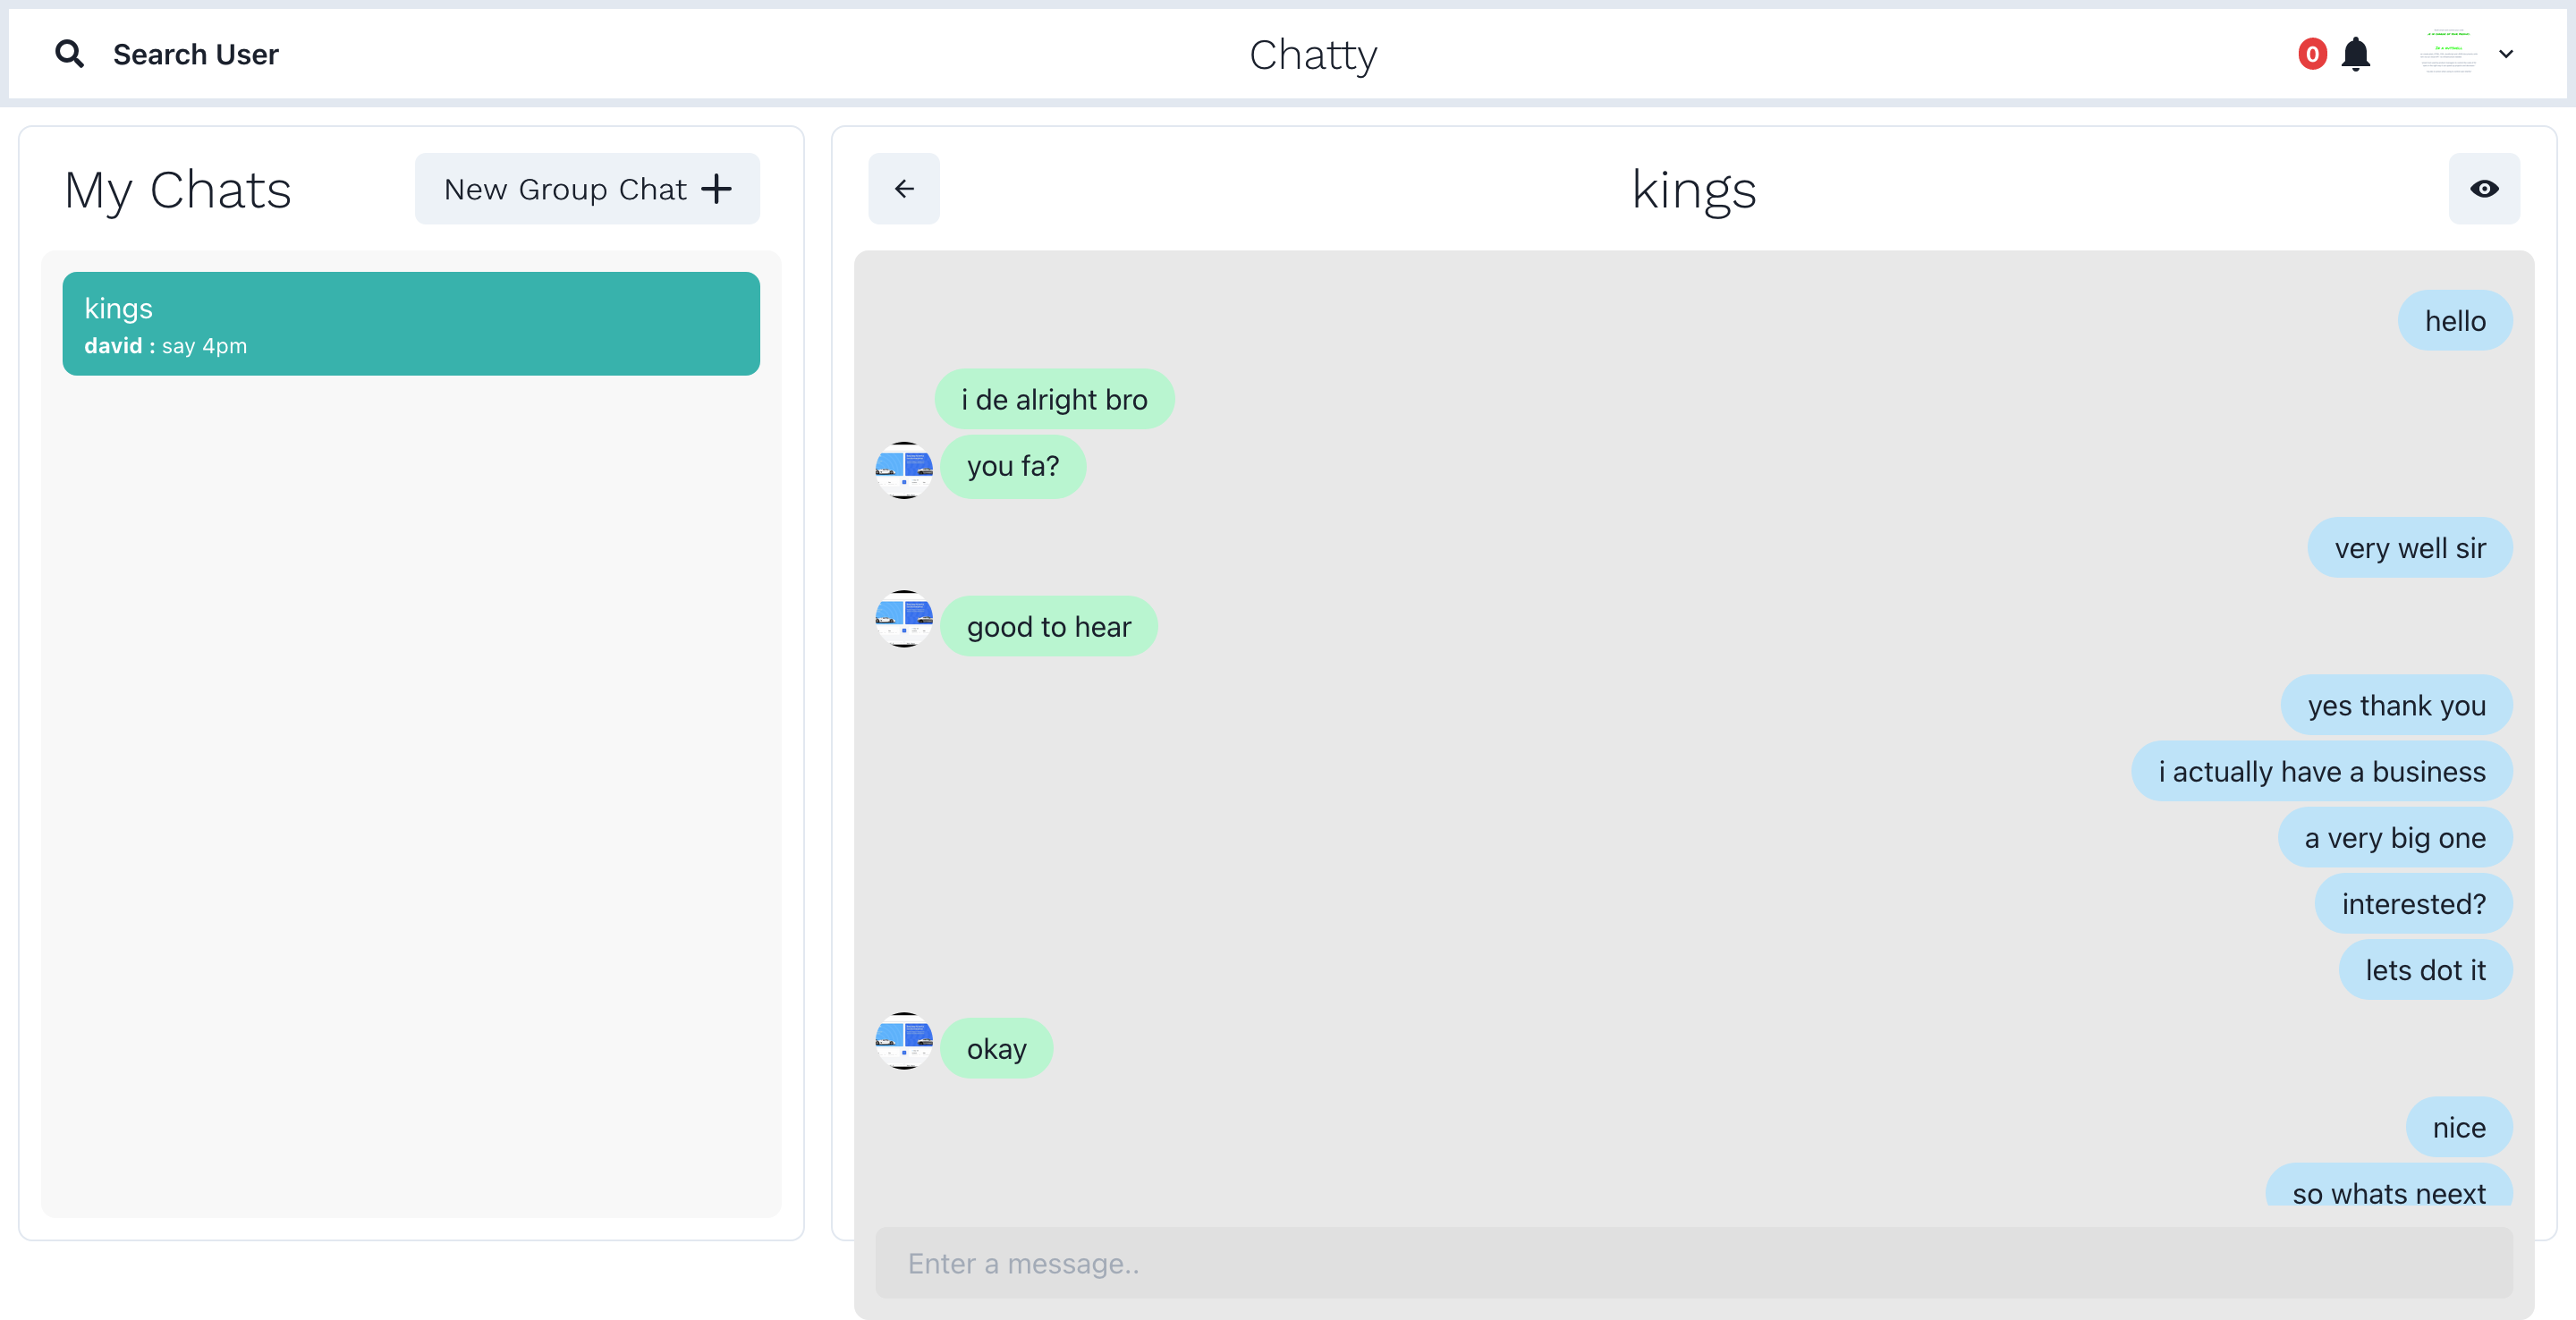 Search User
Chatty
0
My Chats
New Group Chat
kings
david : say 4pm
kings
hello
i de alright bro
you fa?
very well sir
good to hear
yes thank you
i actually have a business
a very big one
interested?
lets dot it
okay
nice
so whats neext
Enter a message..